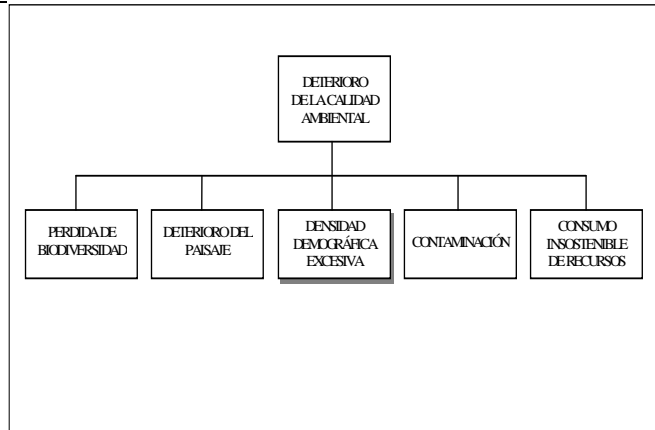 DETERIORO
DE LA CALIDAD
AMBIENTAL
PERDIDA DE
BIODIVERSIDAD
DETERIORO DEL
PAISAJE
DENSIDAD
DEMOGRÁFICA
EXCESIVA
CONTAMINACIÓN
CONSUMO
INSOSTENIBLE
DE RECURSOS